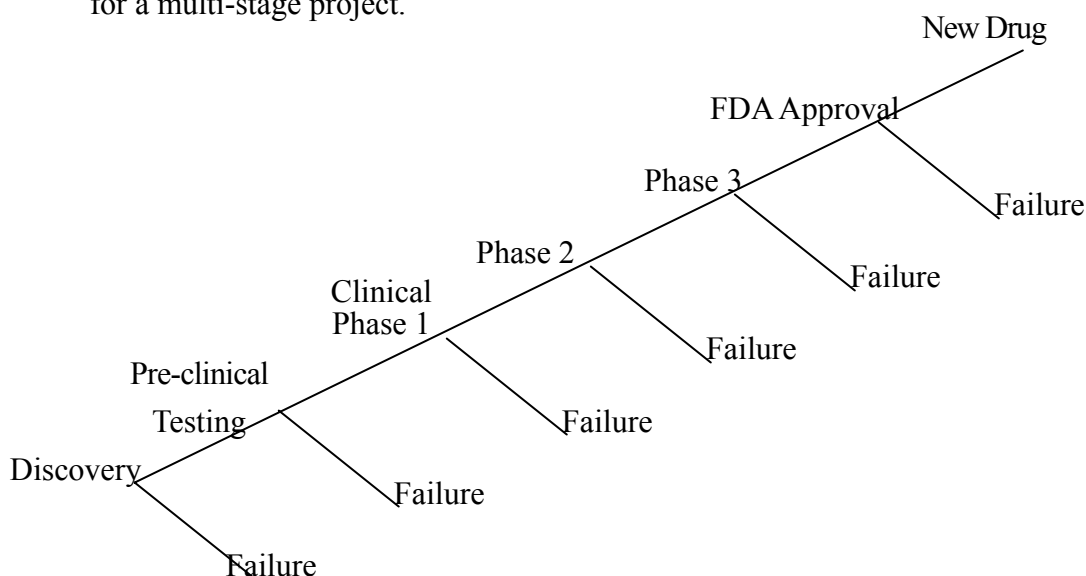 for a multi-stage project.
New Drug
FDA Approval
Phase 3
Failure
Phase 2
Failure
Clinical
Phase 1
Failure
Pre-clinical
Testing
Failure
Discovery
Failure
Failure